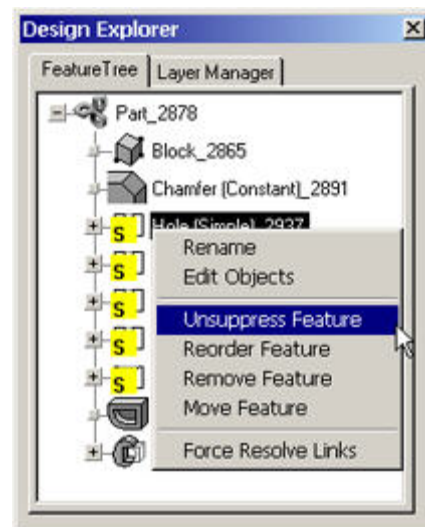 Design Explorer
FeatureTree Layer Manager
Part_2878
Block_2865
Chamfer (Constant)_2891
S Hole (Simple)_2937
Rename
S
Edit Objects
S
Unsuppress Feature
S
Reorder Feature
S
Remove Feature
Move Feature
Force Resolve Links